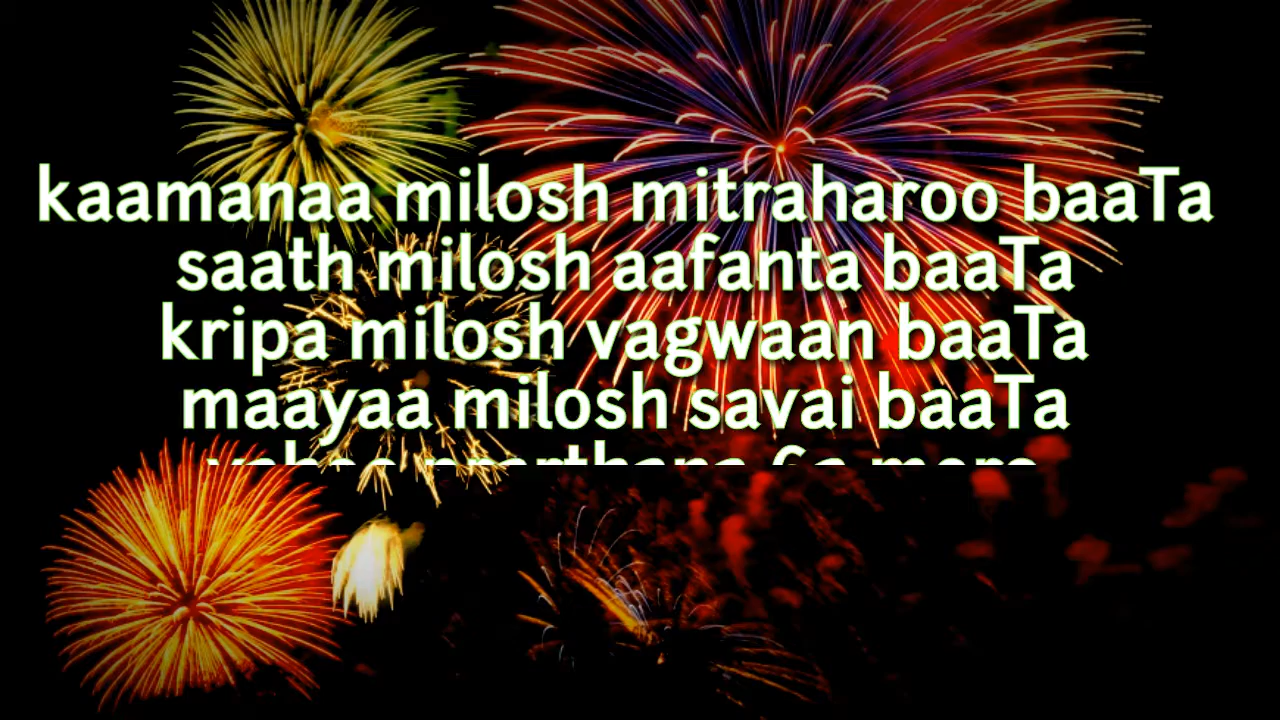 kaamanaa milosh mitraharoo baaTa
saath milosh aafanta baaTa
kripa milosh vagwaan baaTa
maayaa milosh savai baaTa